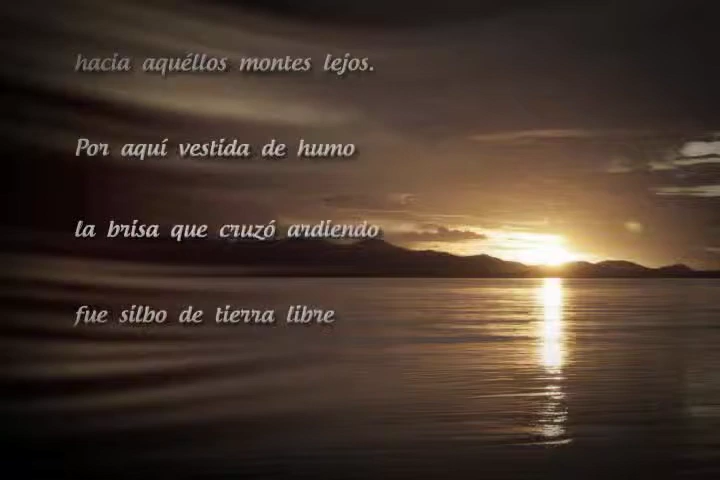 hacia aquéllos montes lejos.
Por aquí vestida de humo
la brisa que cruzó ardiendo
fue silbo de tierra libre